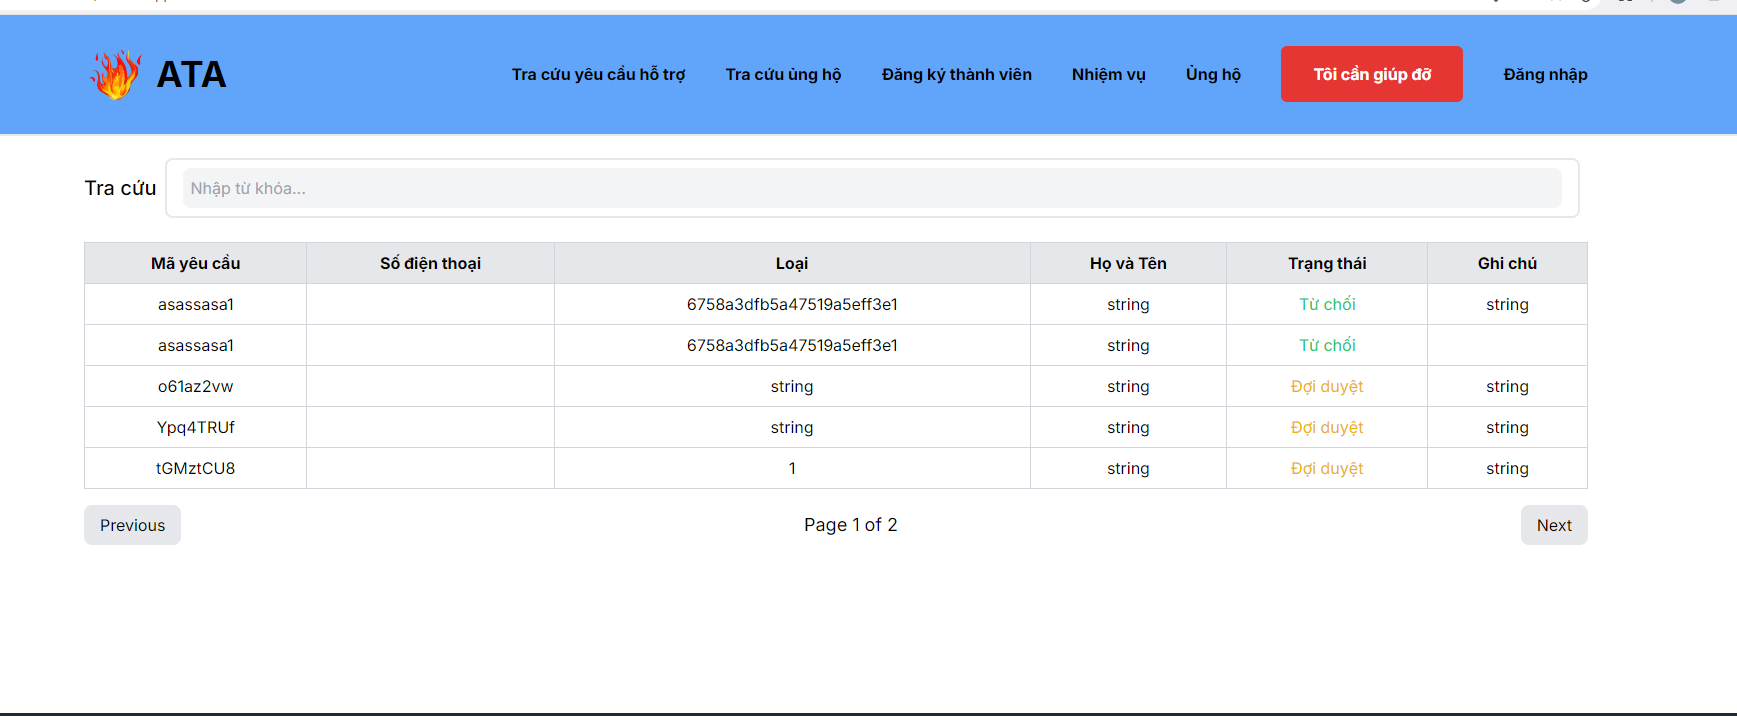 ATA
Tra cứu yêu cầu hỗ trợ Tra cứu ủng hộ Đăng ký thành viên Nhiệm vụ Ủng hộ Tôi cần giúp đỡ Đăng nhập
Tra cứu Nhập từ khóa...
Mã yêu cầu Số điện thoại Loại Họ và Tên Trạng thái Ghi chú
asassasa1 6758a3dfb5a47519a5eff3e1 string Từ chối string
asassasa1 6758a3dfb5a47519a5eff3e1 string Từ chối
o61az2vw string string Đợi duyệt string
Ypq4TRUf string string Đợi duyệt string
tGMztCU8 1 string Đợi duyệt string
Previous Page 1 of 2 Next